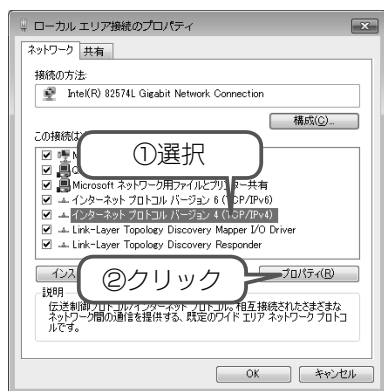 ローカル エリア接続のプロパティ
ネットワーク 共有
接続の方法:
Intel(R) 82574L Gigabit Network Connection
構成(C)...
この接続は
①選択
Microsoft ネットワーク用ファイルとプリンター共有
インターネット プロトコル バージョン 6 (TCP/IPv6)
インターネット プロトコル バージョン 4 (TCP/IPv4)
Link-Layer Topology Discovery Mapper I/O Driver
Link-Layer Topology Discovery Responder
インス
②クリック
プロパティ(R)
説明
伝送制御プロトコル/インターネット プロトコル。相互接続されたさまざまな
ネットワーク間の通信を提供する、既定のワイド エリア ネットワーク プロトコ
ルです。
OK キャンセル